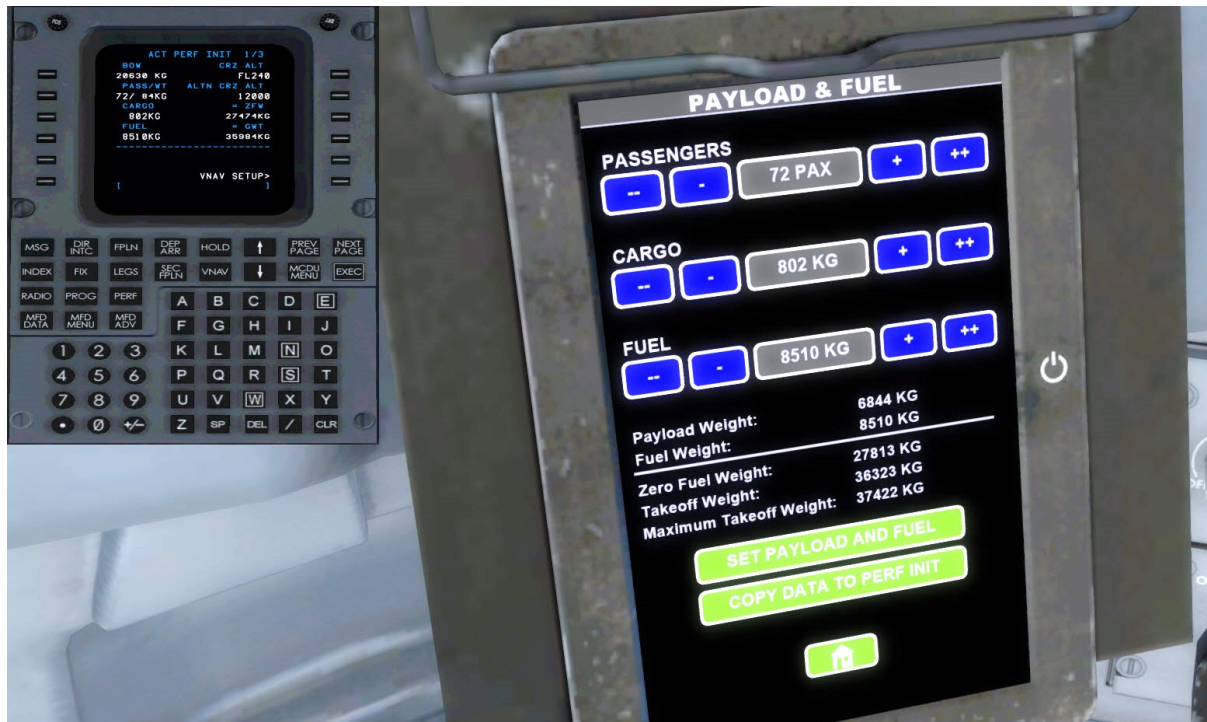 POS
BRT
ACT PERF INIT 1/3
BOW CRZ ALT
20630 KG FL240
PASS/WT ALTN CRZ ALT
72/ 84KG 12000
CARGO = ZFW
802KG 27474KG
FUEL = GWT
8510KG 35984KG
--------------------------
VNAV SETUP>
[ ]
MSG DIR INTC FPLN DEP ARR HOLD ↑ PREV PAGE NEXT PAGE
INDEX FIX LEGS SEC FPLN VNAV ↓ MCDU MENU EXEC
RADIO PROG PERF A B C D E
MFD DATA MFD MENU MFD ADV F G H I J
1 2 3 K L M N O
4 5 6 P Q R S T
7 8 9 U V W X Y
• 0 +/- Z SP DEL / CLR
PAYLOAD & FUEL
PASSENGERS
-- - 72 PAX + ++
CARGO
-- - 802 KG + ++
FUEL
-- - 8510 KG + ++
Payload Weight: 6844 KG
Fuel Weight: 8510 KG
Zero Fuel Weight: 27813 KG
Takeoff Weight: 36323 KG
Maximum Takeoff Weight: 37422 KG
SET PAYLOAD AND FUEL
COPY DATA TO PERF INIT